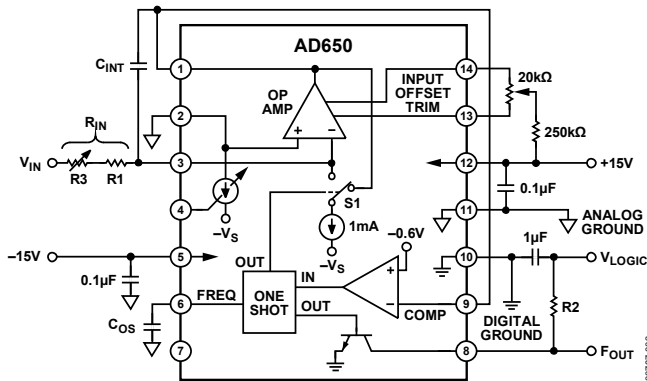 AD650
C_INT
1
OP
AMP
INPUT
OFFSET
TRIM
14
20kΩ
2
13
250kΩ
R_IN
+
–
V_IN
R3
R1
3
12
+15V
S1
0.1µF
4
–V_S
1mA
11
ANALOG
GROUND
–V_S
–0.6V
1µF
–15V
5
OUT
10
V_LOGIC
0.1µF
IN
+
–
6
FREQ
ONE
SHOT
OUT
COMP
9
R2
C_OS
DIGITAL
GROUND
7
8
F_OUT